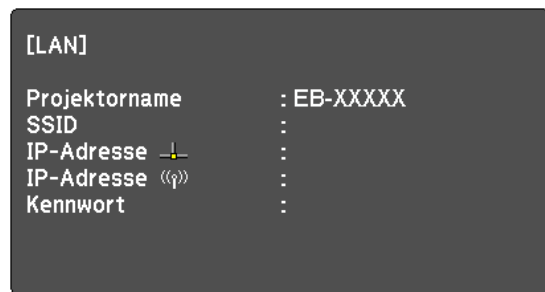 [LAN]
Projektorname : EB-XXXXX
SSID :
IP-Adresse :
IP-Adresse :
Kennwort :